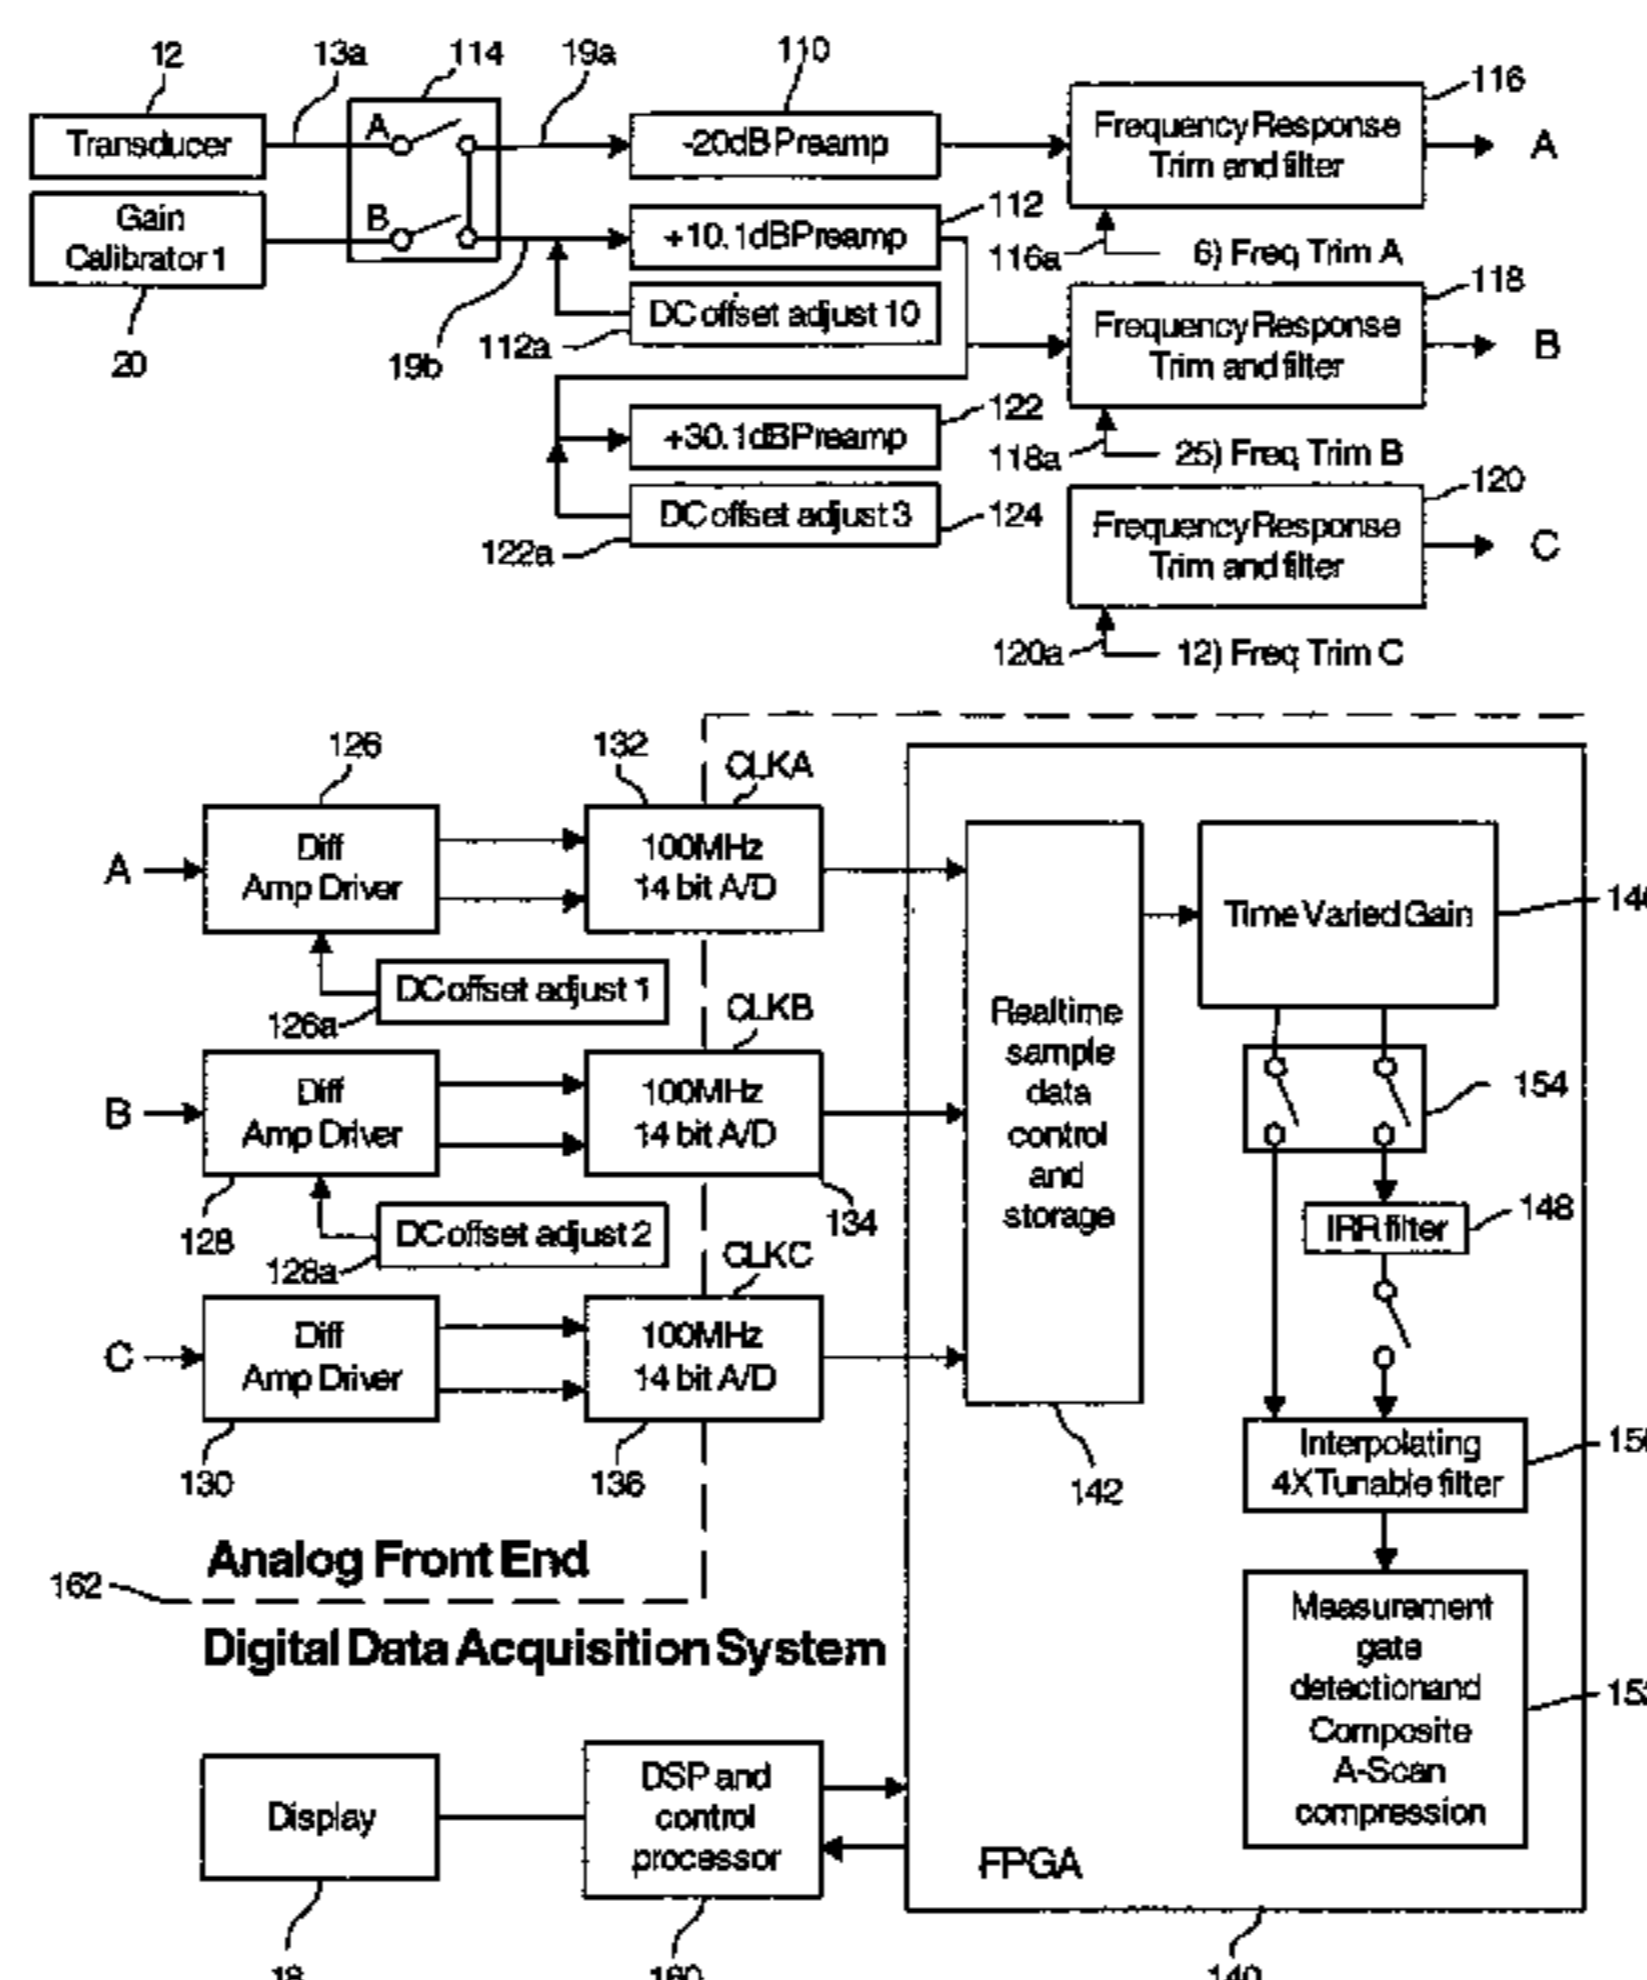 12
13a
114
19a
110
116
Transducer
A
-20dB Preamp
Frequency Response
Trim and filter
A
Gain
Calibrator 1
B
112
+10.1dB Preamp
116a
6) Freq Trim A
20
19b
112a
DC offset adjust 10
118
Frequency Response
Trim and filter
B
122
+30.1dB Preamp
118a
25) Freq Trim B
DC offset adjust 3
124
122a
120
Frequency Response
Trim and filter
C
120a
12) Freq Trim C
126
132
CLKA
A
Diff
Amp Driver
100MHz
14 bit A/D
Time Varied Gain
DC offset adjust 1
126a
CLKB
Realtime
sample
data
control
and
storage
B
Diff
Amp Driver
100MHz
14 bit A/D
154
128
DC offset adjust 2
128a
134
IRR filter
148
CLKC
C
Diff
Amp Driver
100MHz
14 bit A/D
130
136
142
Interpolating
4X Tunable filter
Analog Front End
162
Digital Data Acquisition System
Measurement
gate
detection and
Composite
A-Scan
compression
Display
DSP and
control
processor
FPGA
18
160
140